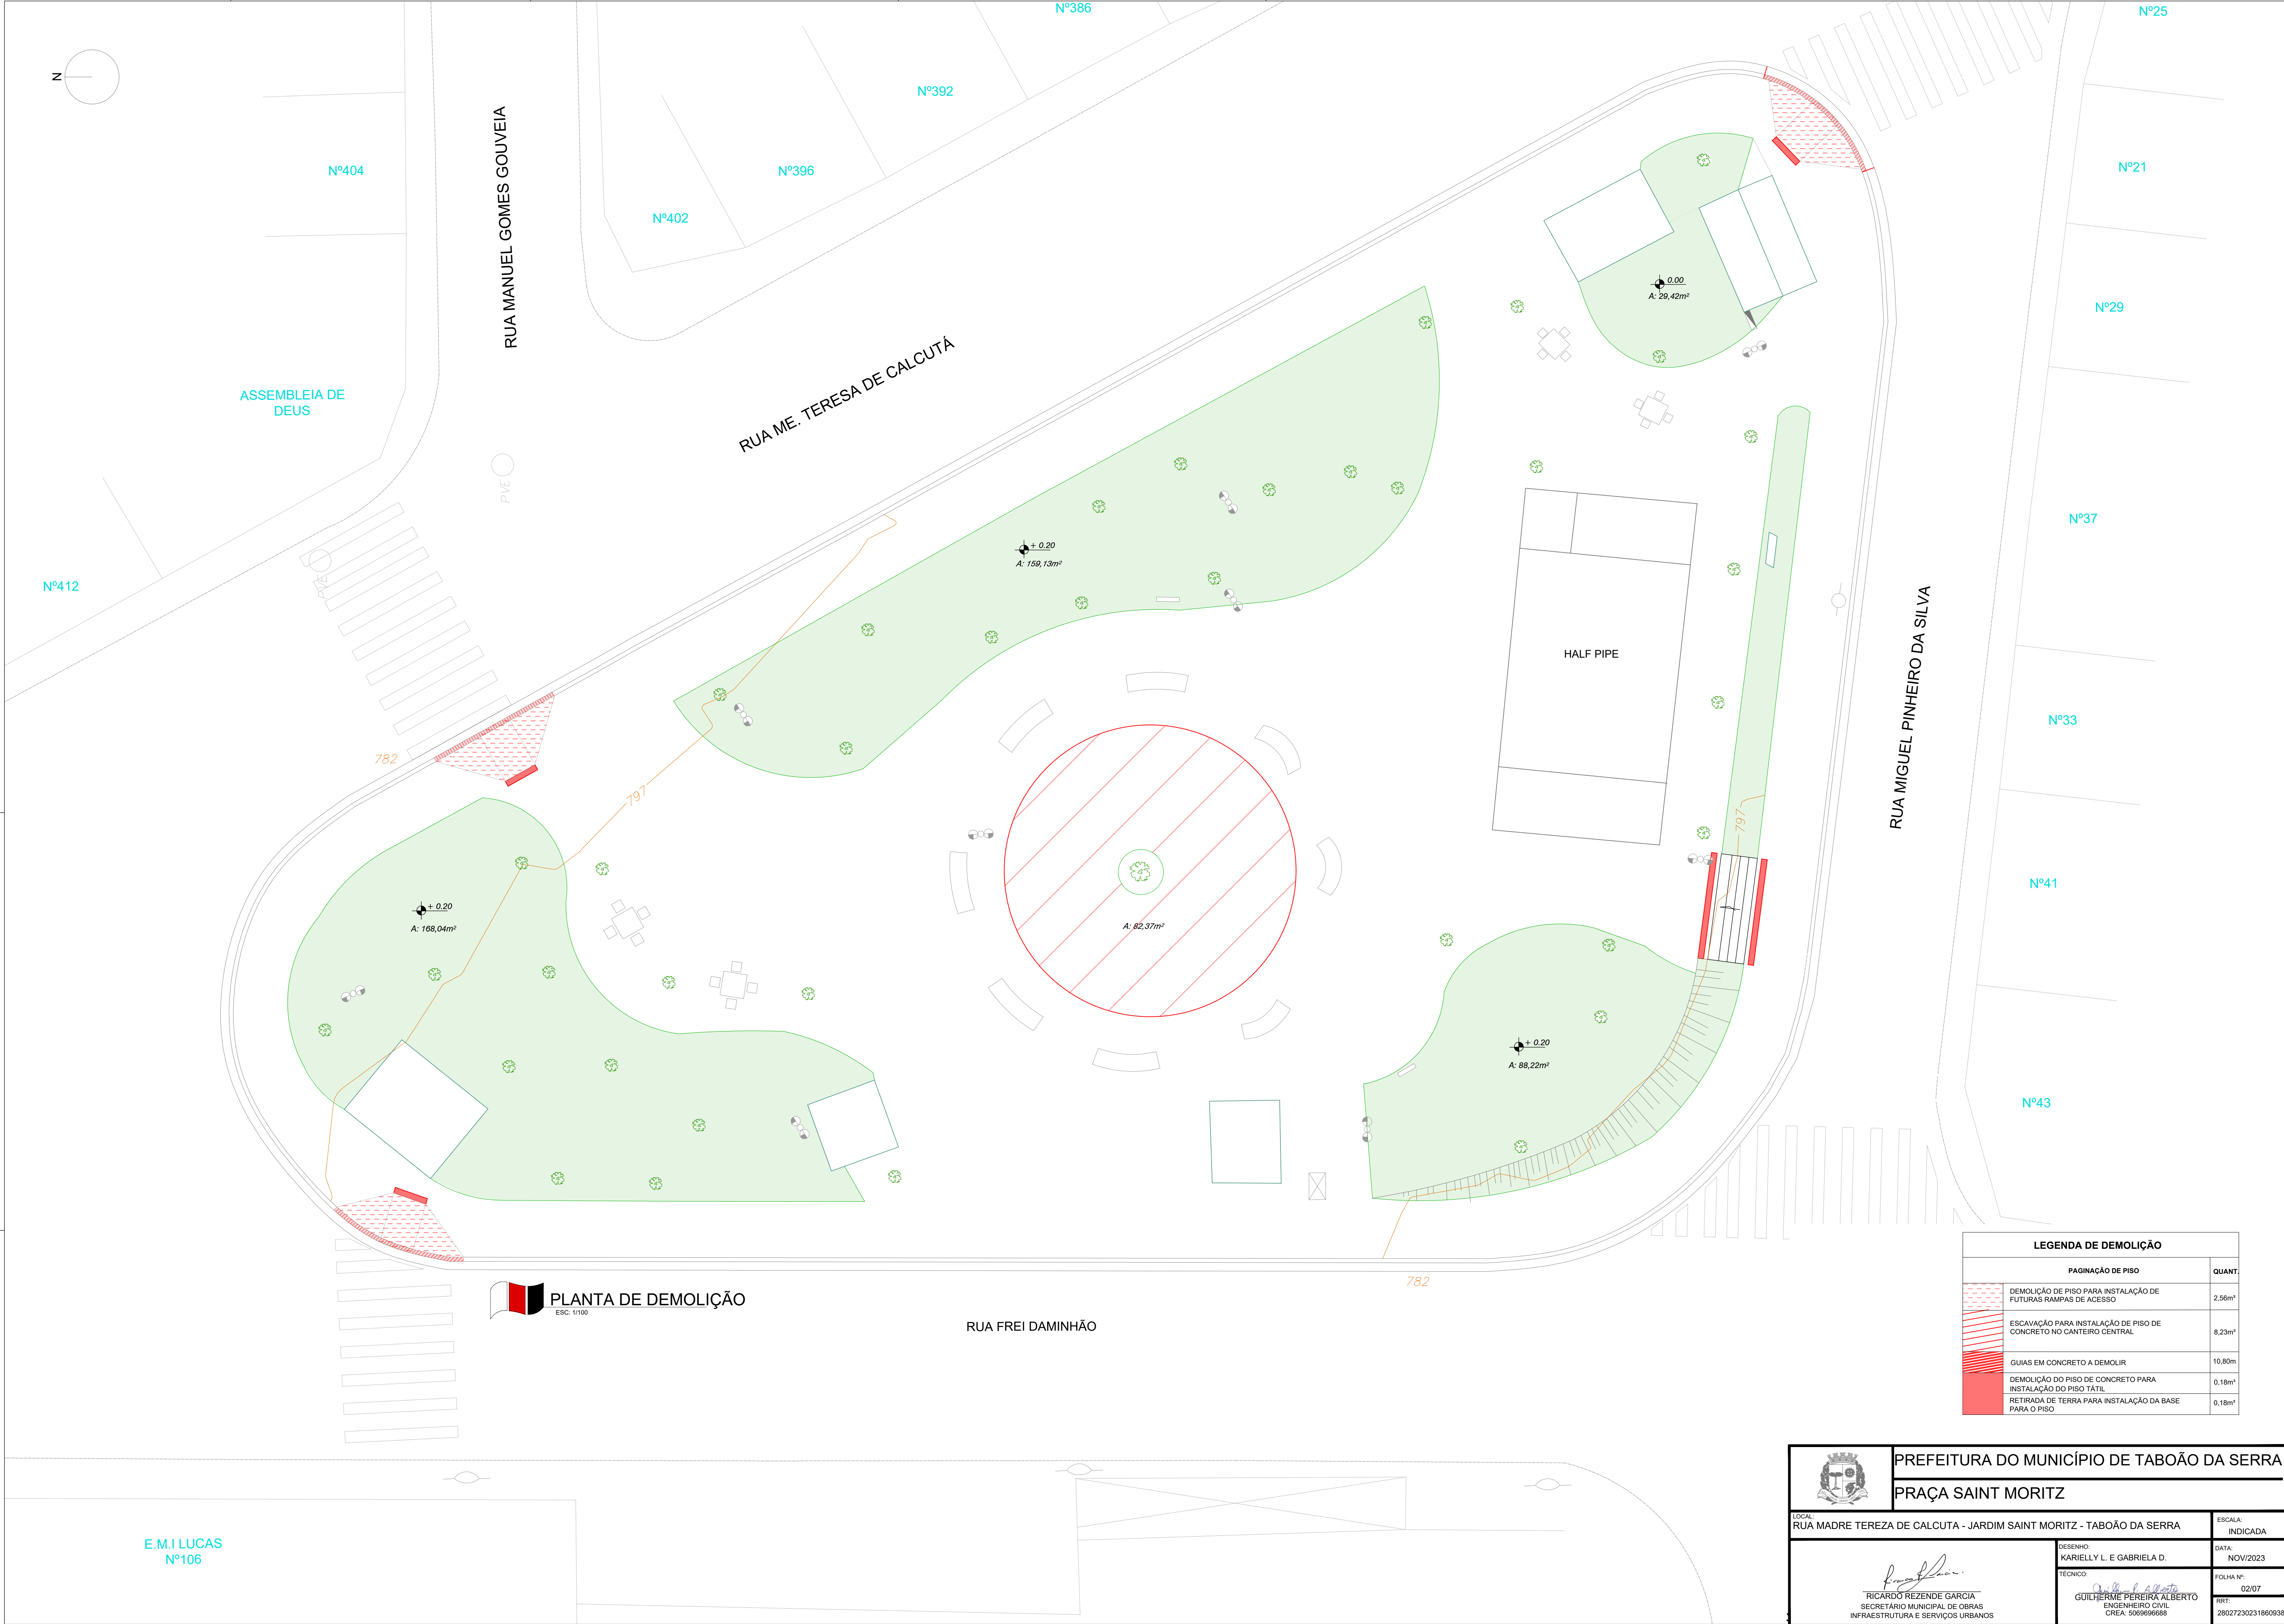 Nº386
Nº25
N
Nº392
RUA MANUEL GOMES GOUVEIA
Nº404
Nº396
Nº21
Nº402
0.00
A: 29,42m²
Nº29
RUA ME. TERESA DE CALCUTÁ
ASSEMBLEIA DE
DEUS
PVE
Nº37
+ 0.20
A: 159,13m²
Nº412
HALF PIPE
RUA MIGUEL PINHEIRO DA SILVA
Nº33
782
797
797
Nº41
+ 0.20
A: 168,04m²
A: 82,37m²
+ 0.20
A: 88,22m²
Nº43
782
PLANTA DE DEMOLIÇÃO
ESC: 1/100
RUA FREI DAMINHÃO
LEGENDA DE DEMOLIÇÃO
PAGINAÇÃO DE PISO QUANT.
DEMOLIÇÃO DE PISO PARA INSTALAÇÃO DE
FUTURAS RAMPAS DE ACESSO 2,56m³
ESCAVAÇÃO PARA INSTALAÇÃO DE PISO DE
CONCRETO NO CANTEIRO CENTRAL 8,23m³
GUIAS EM CONCRETO A DEMOLIR 10,80m
DEMOLIÇÃO DO PISO DE CONCRETO PARA
INSTALAÇÃO DO PISO TÁTIL 0,18m³
RETIRADA DE TERRA PARA INSTALAÇÃO DA BASE
PARA O PISO 0,18m³
PREFEITURA DO MUNICÍPIO DE TABOÃO DA SERRA
PRAÇA SAINT MORITZ
LOCAL:
RUA MADRE TEREZA DE CALCUTA - JARDIM SAINT MORITZ - TABOÃO DA SERRA
ESCALA:
INDICADA
DESENHO:
KARIELLY L. E GABRIELA D.
DATA:
NOV/2023
RICARDO REZENDE GARCIA
SECRETÁRIO MUNICIPAL DE OBRAS
INFRAESTRUTURA E SERVIÇOS URBANOS
TÉCNICO:
GUILHERME PEREIRA ALBERTO
ENGENHEIRO CIVIL
CREA: 5069696688
FOLHA Nº:
02/07
RRT:
28027230231860938
E.M.I LUCAS
Nº106